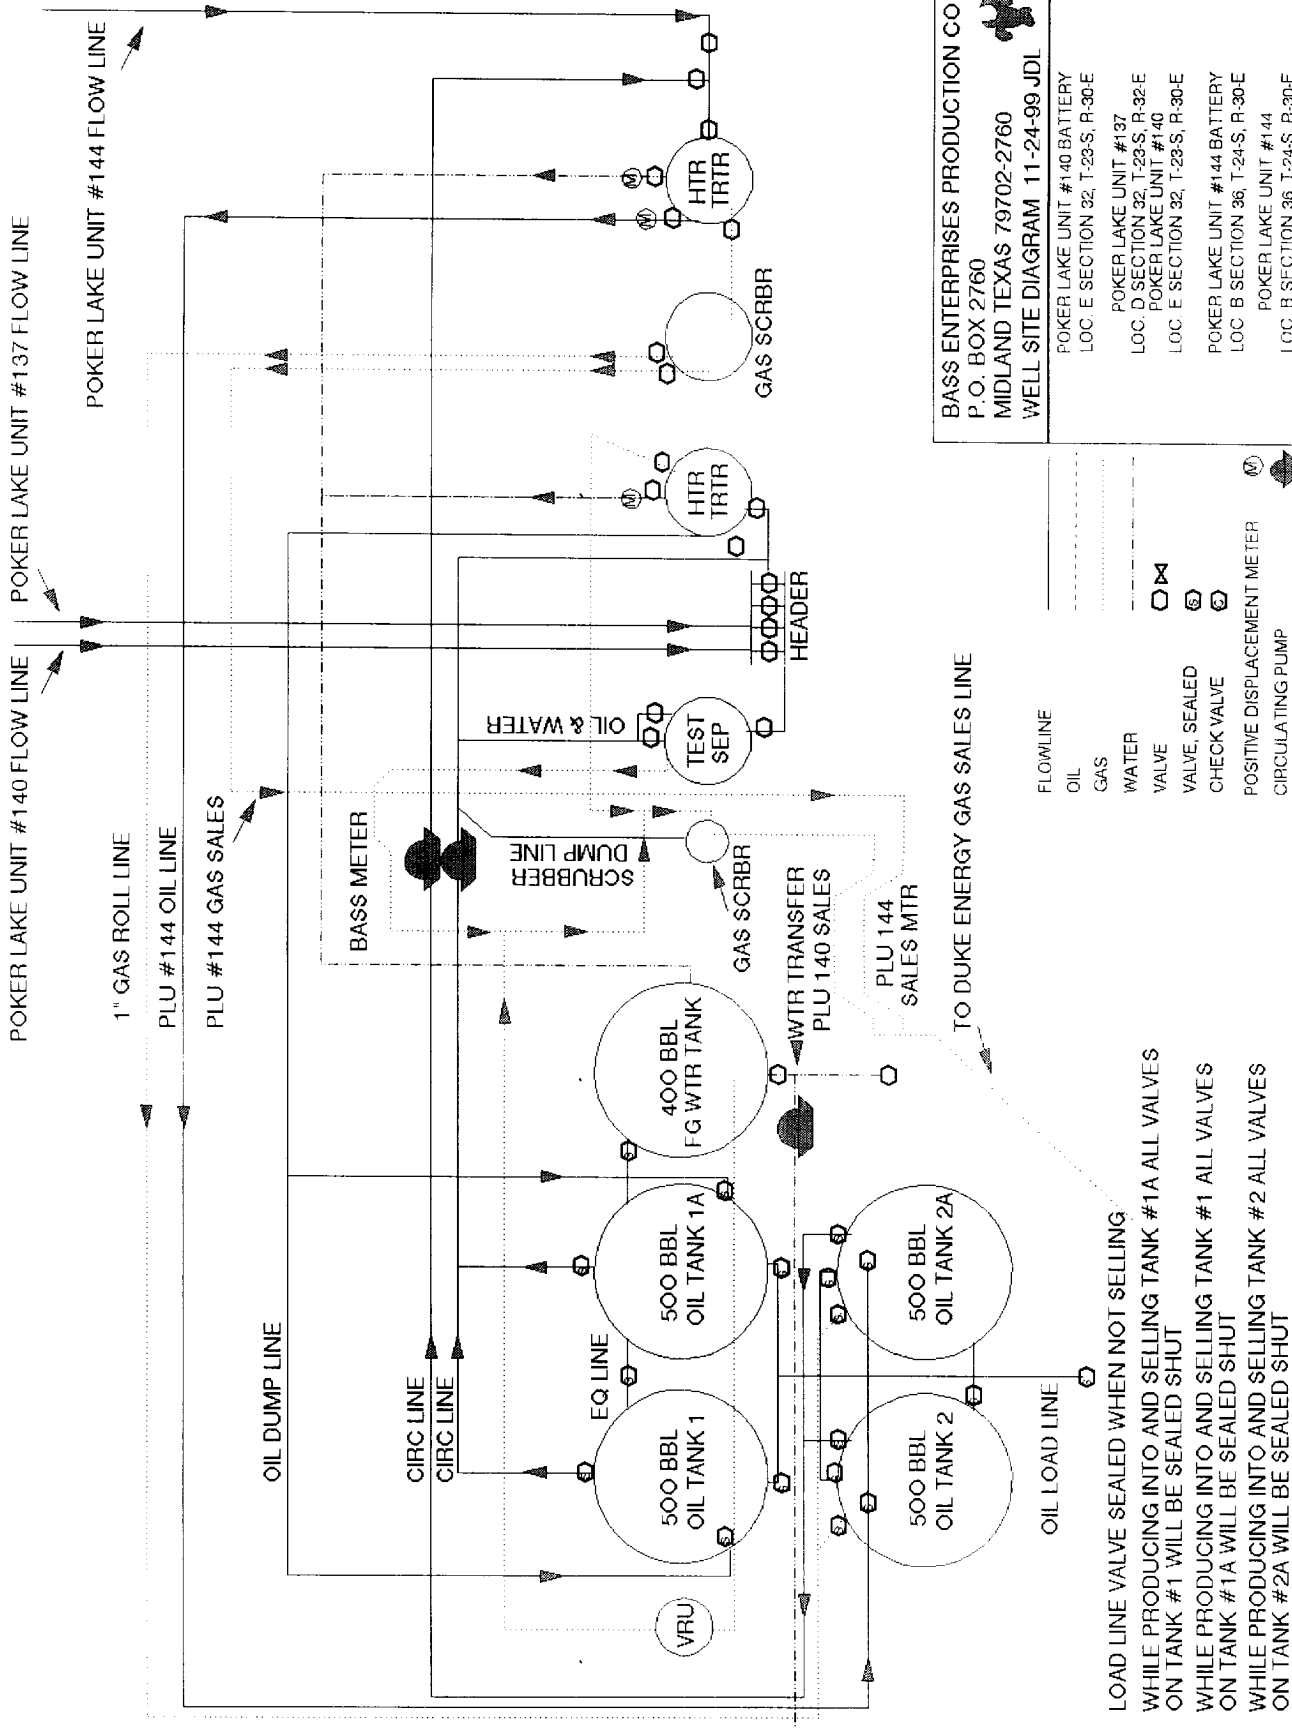 POKER LAKE UNIT #140 FLOW LINE
POKER LAKE UNIT #137 FLOW LINE
POKER LAKE UNIT #144 FLOW LINE
1" GAS ROLL LINE
PLU #144 OIL LINE
PLU #144 GAS SALES
OIL DUMP LINE
BASS METER
CIRC LINE
CIRC LINE
EQ LINE
SCRUBBER
DUMP LINE
OIL & WATER
VRU
500 BBL
OIL TANK 1
500 BBL
OIL TANK 1A
400 BBL
FG WTR TANK
GAS SCRBR
TEST
SEP
HEADER
HTR
TRTR
GAS SCRBR
HTR
TRTR
M
M
M
WTR TRANSFER
PLU 140 SALES
PLU 144
SALES MTR
500 BBL
OIL TANK 2
500 BBL
OIL TANK 2A
TO DUKE ENERGY GAS SALES LINE
OIL LOAD LINE
LOAD LINE VALVE SEALED WHEN NOT SELLING
WHILE PRODUCING INTO AND SELLING TANK #1A ALL VALVES
ON TANK #1 WILL BE SEALED SHUT
WHILE PRODUCING INTO AND SELLING TANK #1 ALL VALVES
ON TANK #1A WILL BE SEALED SHUT
WHILE PRODUCING INTO AND SELLING TANK #2 ALL VALVES
ON TANK #2A WILL BE SEALED SHUT
FLOWLINE
OIL
GAS
WATER
VALVE
VALVE, SEALED S
CHECK VALVE C
POSITIVE DISPLACEMENT METER M
CIRCULATING PUMP
BASS ENTERPRISES PRODUCTION CO
P.O. BOX 2760
MIDLAND TEXAS 79702-2760
WELL SITE DIAGRAM 11-24-99 JDL
POKER LAKE UNIT #140 BATTERY
LOC. E SECTION 32, T-23-S, R-30-E
POKER LAKE UNIT #137
LOC. D SECTION 32, T-23-S, R-32-E
POKER LAKE UNIT #140
LOC. E SECTION 32, T-23-S, R-30-E
POKER LAKE UNIT #144 BATTERY
LOC B SECTION 36, T-24-S, R-30-E
POKER LAKE UNIT #144
LOC B SECTION 36 T-24-S R-30-E